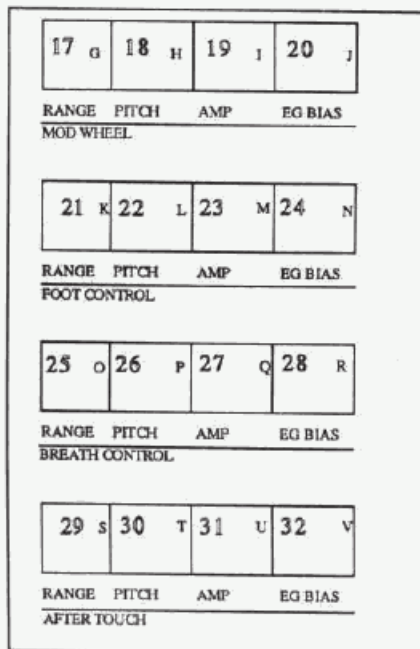 17 G 18 H 19 I 20 J
RANGE PITCH AMP EG BIAS
MOD WHEEL
21 K 22 L 23 M 24 N
RANGE PITCH AMP EG BIAS
FOOT CONTROL
25 O 26 P 27 Q 28 R
RANGE PITCH AMP EG BIAS
BREATH CONTROL
29 S 30 T 31 U 32 V
RANGE PITCH AMP EG BIAS
AFTER TOUCH